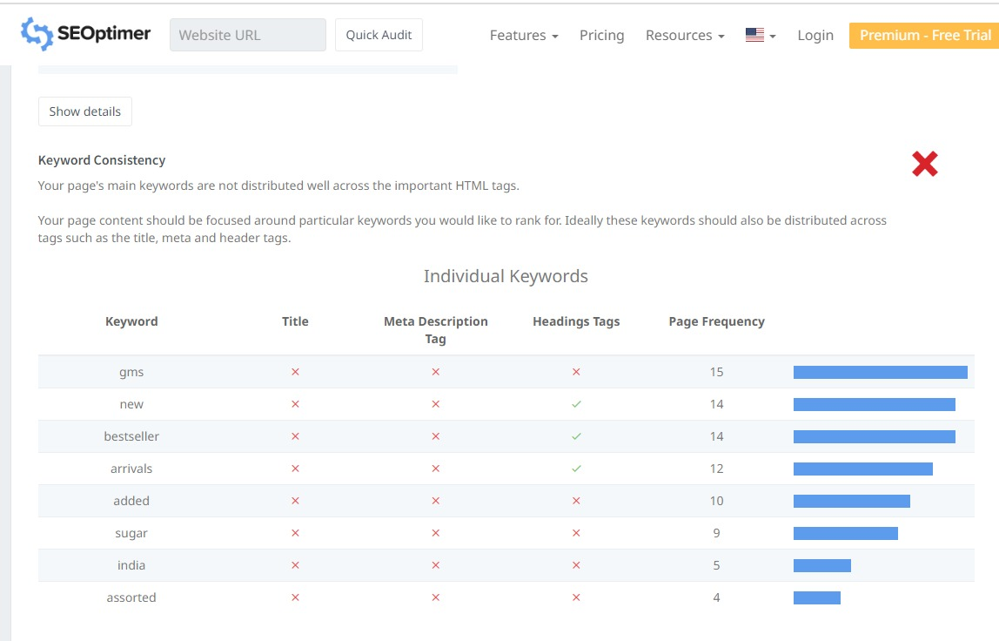 SEOptimer Website URL Quick Audit Features Pricing Resources Login Premium - Free Trial
Show details
Keyword Consistency
Your page's main keywords are not distributed well across the important HTML tags.
Your page content should be focused around particular keywords you would like to rank for. Ideally these keywords should also be distributed across
tags such as the title, meta and header tags.
Individual Keywords
Keyword Title Meta Description Headings Tags Page Frequency
Tag
gms 15
new 14
bestseller 14
arrivals 12
added 10
sugar 9
india 5
assorted 4